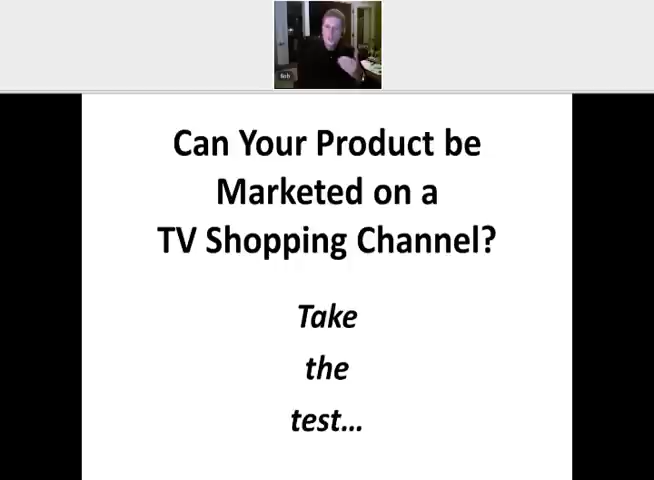 Can Your Product be
Marketed on a
TV Shopping Channel?
Take
the
test...